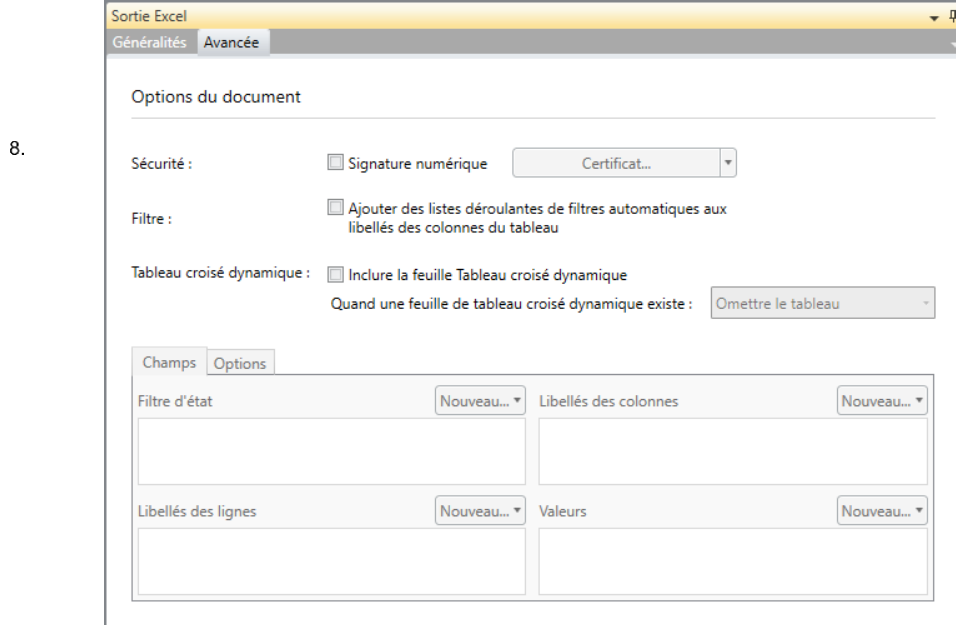 Sortie Excel
Généralités Avancée
Options du document
8.
Sécurité : Signature numérique Certificat...
Filtre : Ajouter des listes déroulantes de filtres automatiques aux
libellés des colonnes du tableau
Tableau croisé dynamique : Inclure la feuille Tableau croisé dynamique
Quand une feuille de tableau croisé dynamique existe : Omettre le tableau
Champs Options
Filtre d'état Nouveau... Libellés des colonnes Nouveau...
Libellés des lignes Nouveau... Valeurs Nouveau...